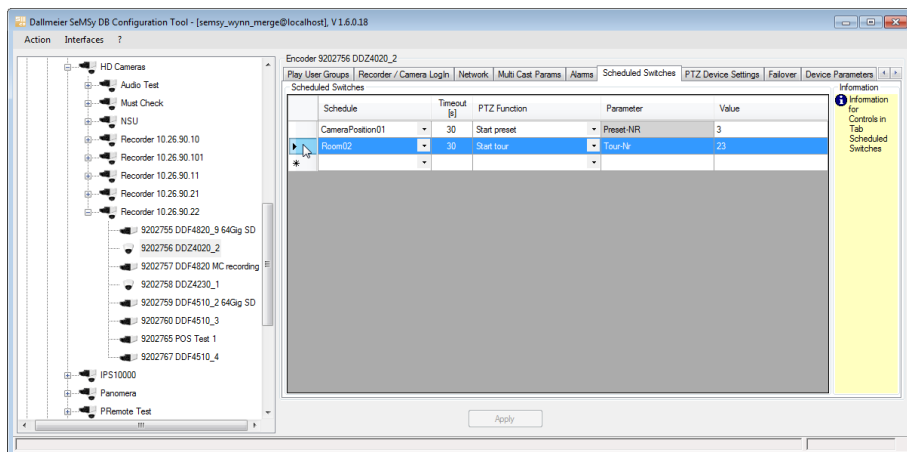 Dallmeier SeMSy DB Configuration Tool - [semsy_wynn_merge@localhost], V 1.6.0.18
Action Interfaces ?
HD Cameras
Audio Test
Must Check
NSU
Recorder 10.26.90.10
Recorder 10.26.90.101
Recorder 10.26.90.11
Recorder 10.26.90.21
Recorder 10.26.90.22
9202755 DDF4820_9 64Gig SD
9202756 DDZ4020_2
9202757 DDF4820 MC recording
9202758 DDZ4230_1
9202759 DDF4510_2 64Gig SD
9202760 DDF4510_3
9202765 POS Test 1
9202767 DDF4510_4
IPS10000
Panomera
PRemote Test
Encoder 9202756 DDZ4020_2
Play User Groups Recorder / Camera LogIn Network Multi Cast Params Alarms Scheduled Switches PTZ Device Settings Failover Device Parameters
Scheduled Switches
Schedule Timeout [s] PTZ Function Parameter Value
CameraPosition01 30 Start preset Preset-NR 3
Room02 30 Start tour Tour-Nr 23
Apply
Information
Information
for
Controls in
Tab
Scheduled
Switches